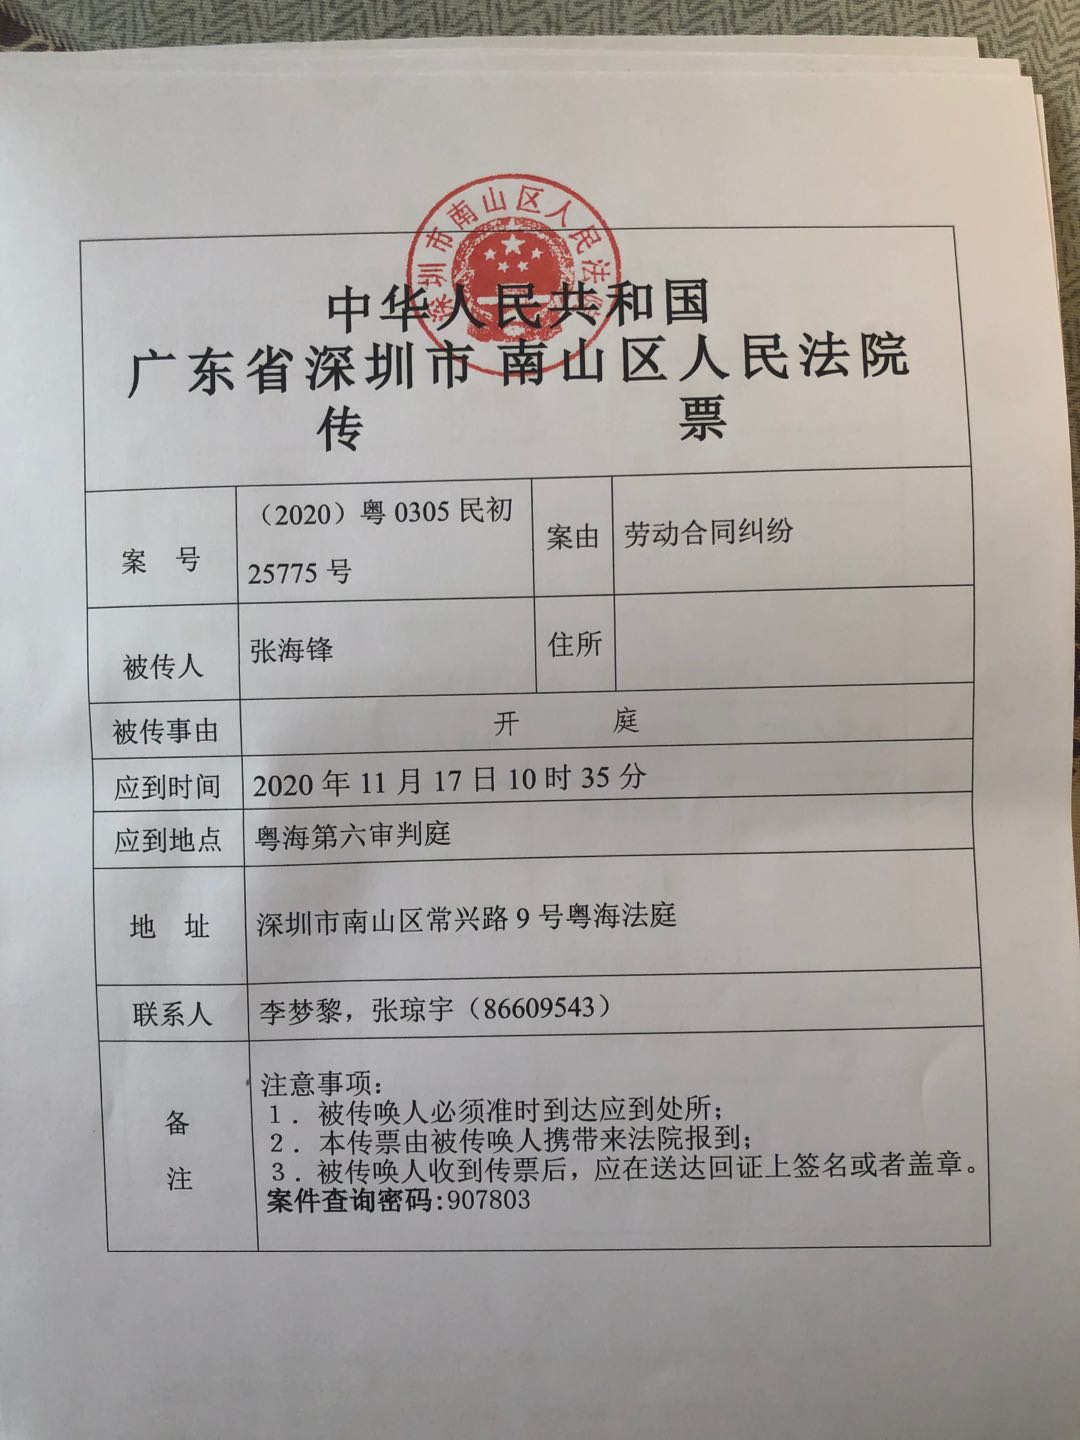 深圳市南山区人民法院
中华人民共和国
广东省深圳市 南山区人民法院
传 票
案 号
（2020）粤 0305 民初
25775 号
案由
劳动合同纠纷
被传人
张海锋
住所
被传事由
开 庭
应到时间
2020 年 11 月 17 日 10 时 35 分
应到地点
粤海第六审判庭
地 址
深圳市南山区常兴路 9 号粤海法庭
联系人
李梦黎，张琼宇（86609543）
备
注
注意事项：
1．被传唤人必须准时到达应到处所；
2．本传票由被传唤人携带来法院报到；
3．被传唤人收到传票后，应在送达回证上签名或者盖章。
案件查询密码:907803